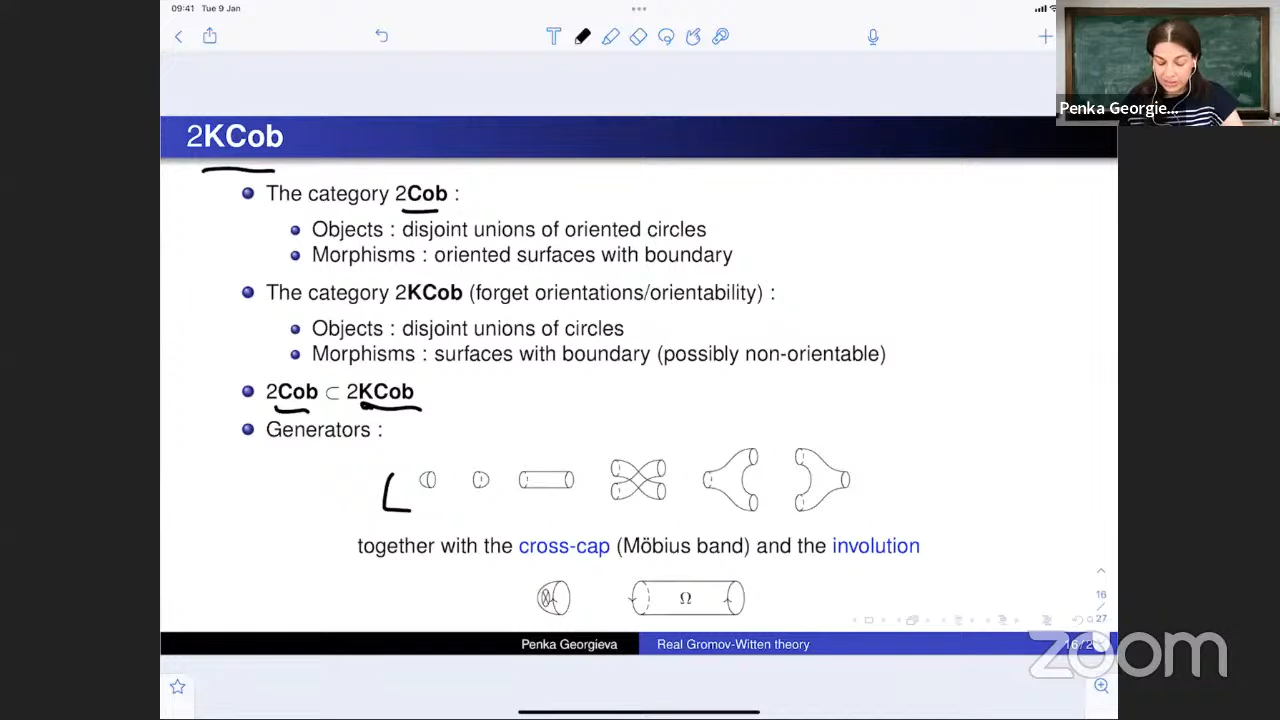 09:41 Tue 9 Jan
Penka Georgie...
2KCob
The category 2Cob :
Objects : disjoint unions of oriented circles
Morphisms : oriented surfaces with boundary
The category 2KCob (forget orientations/orientability) :
Objects : disjoint unions of circles
Morphisms : surfaces with boundary (possibly non-orientable)
2Cob ⊂ 2KCob
Generators :
together with the cross-cap (Möbius band) and the involution
Ω
16
/
27
Penka Georgieva
Real Gromov-Witten theory
zoom